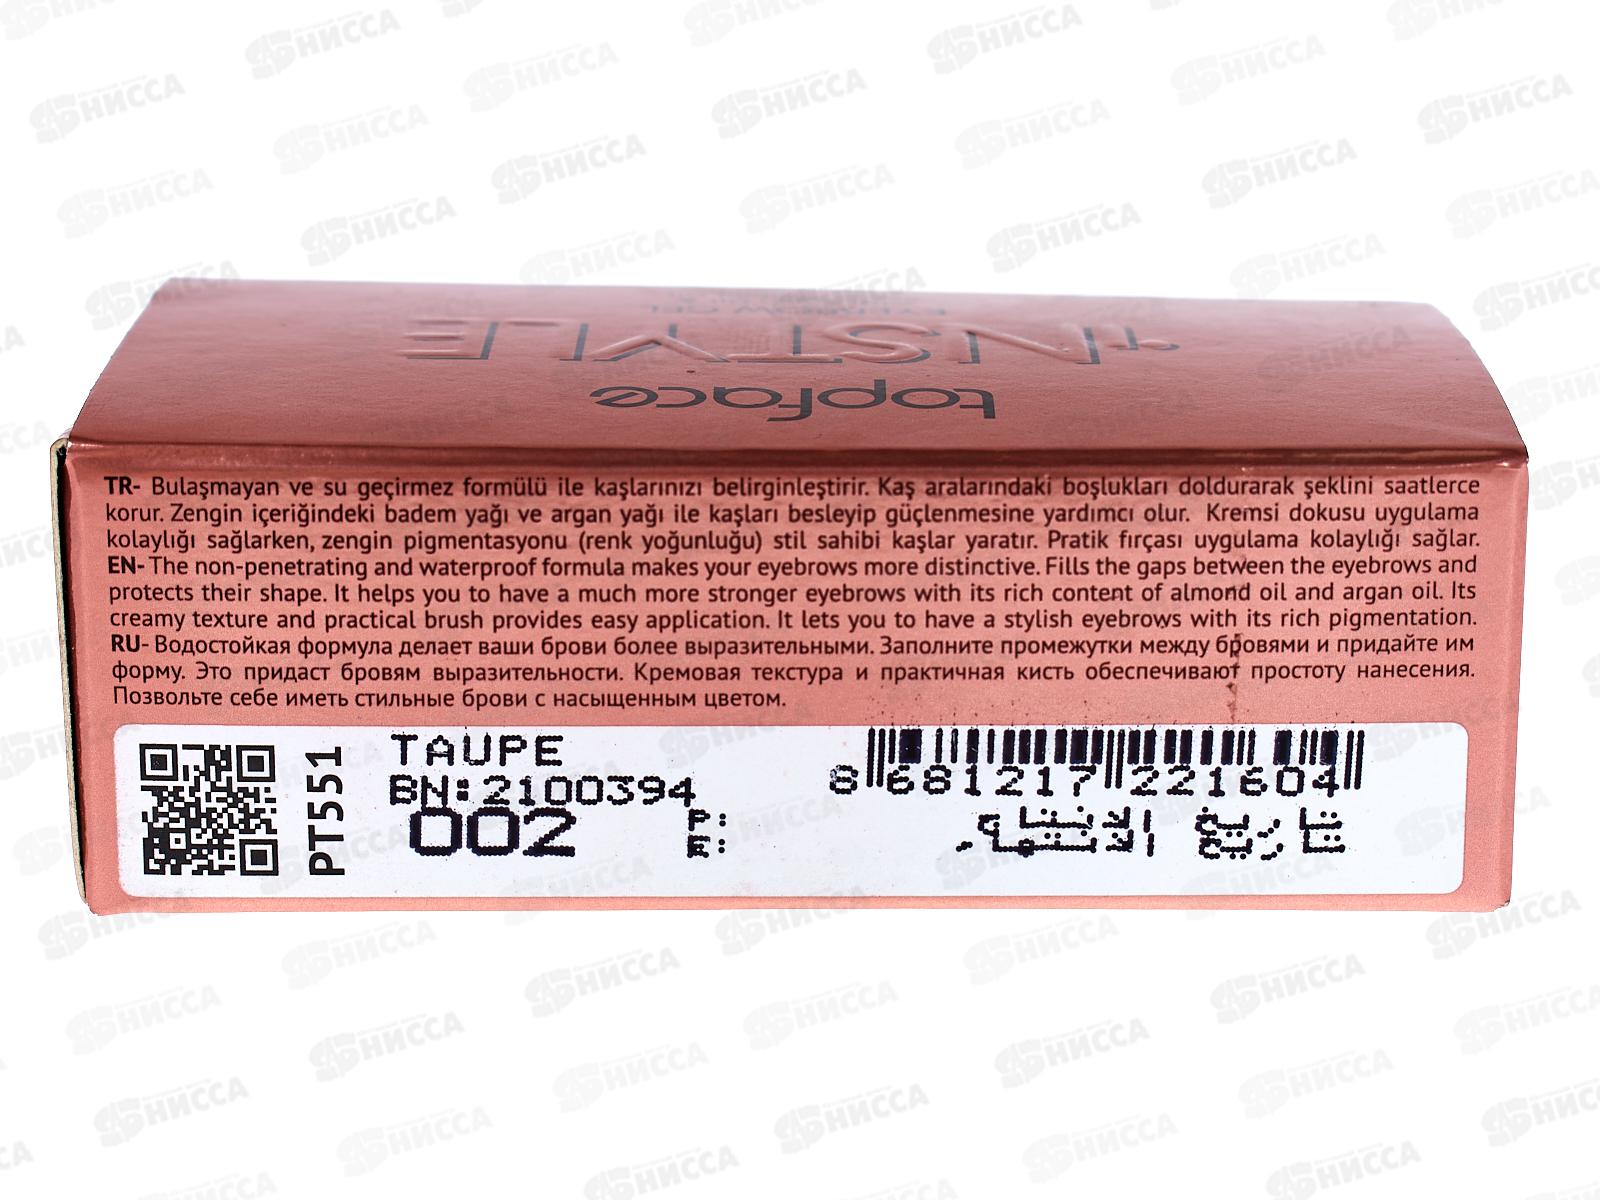 EYEBROW GEL
INSTYLE
topface
TR- Bulaşmayan ve su geçirmez formülü ile kaşlarınızı belirginleştirir. Kaş aralarındaki boşlukları doldurarak şeklini saatlerce
korur. Zengin içeriğindeki badem yağı ve argan yağı ile kaşları besleyip güçlenmesine yardımcı olur. Kremsi dokusu uygulama
kolaylığı sağlarken, zengin pigmentasyonu (renk yoğunluğu) stil sahibi kaşlar yaratır. Pratik fırçası uygulama kolaylığı sağlar.
EN- The non-penetrating and waterproof formula makes your eyebrows more distinctive. Fills the gaps between the eyebrows and
protects their shape. It helps you to have a much more stronger eyebrows with its rich content of almond oil and argan oil. Its
creamy texture and practical brush provides easy application. It lets you to have a stylish eyebrows with its rich pigmentation.
RU- Водостойкая формула делает ваши брови более выразительными. Заполните промежутки между бровями и придайте им
форму. Это придаст бровям выразительности. Кремовая текстура и практичная кисть обеспечивают простоту нанесения.
Позвольте себе иметь стильные брови с насыщенным цветом.
PT551
TAUPE
BN:2100394
002
P:
E:
8 681217 221604
تاريخ
НИССА